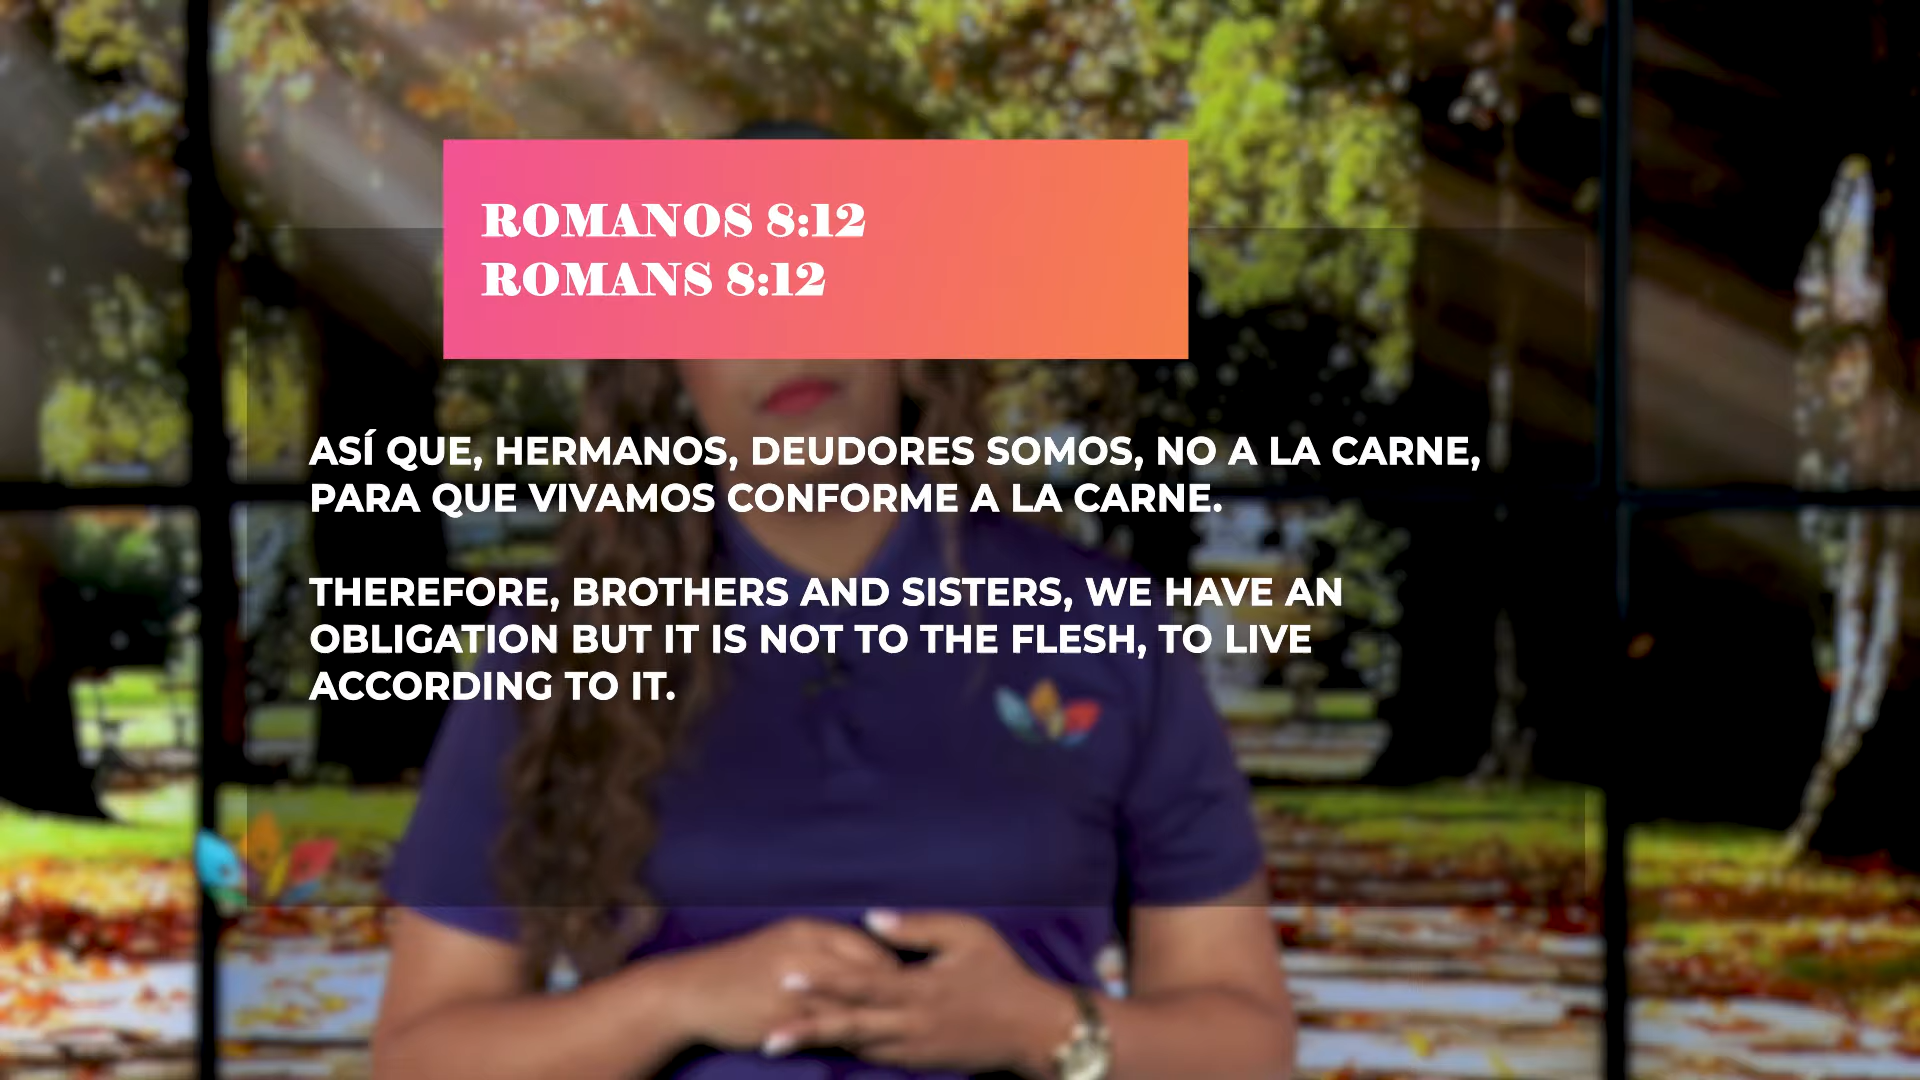 ROMANOS 8:12
ROMANS 8:12
ASÍ QUE, HERMANOS, DEUDORES SOMOS, NO A LA CARNE,
PARA QUE VIVAMOS CONFORME A LA CARNE.
THEREFORE, BROTHERS AND SISTERS, WE HAVE AN
OBLIGATION BUT IT IS NOT TO THE FLESH, TO LIVE
ACCORDING TO IT.